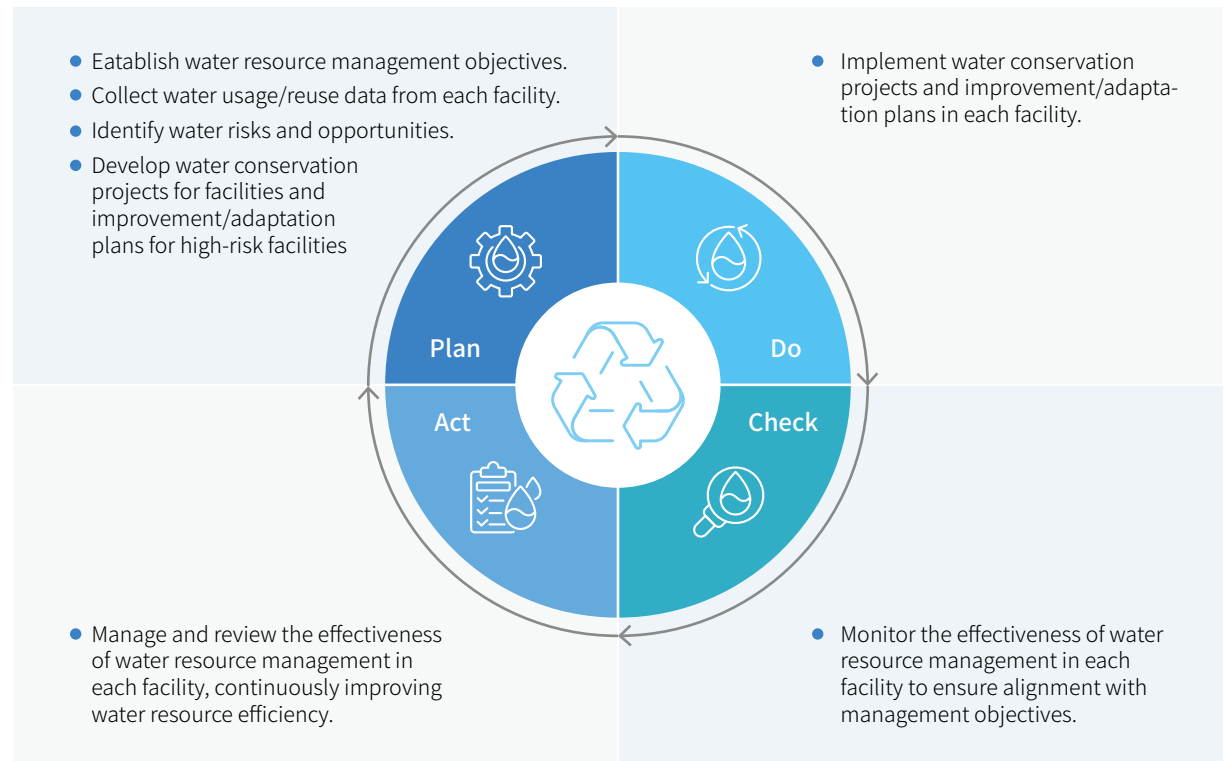 Eatablish water resource management objectives.
Collect water usage/reuse data from each facility.
Identify water risks and opportunities.
Develop water conservation
projects for facilities and
improvement/adaptation
plans for high-risk facilities
Implement water conservation
projects and improvement/adapta-
tion plans in each facility.
Plan
Do
Act
Check
Manage and review the effectiveness
of water resource management in
each facility, continuously improving
water resource efficiency.
Monitor the effectiveness of water
resource management in each
facility to ensure alignment with
management objectives.